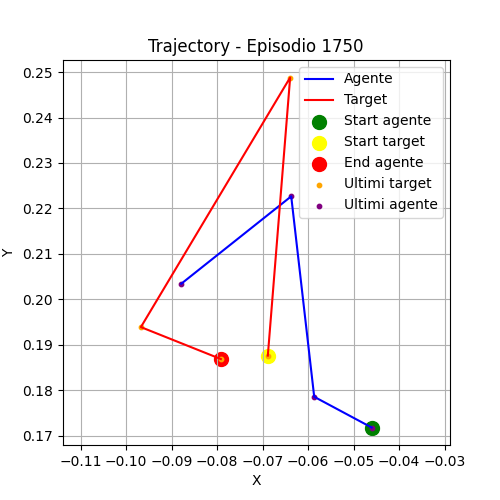 Trajectory - Episodio 1750
Agente
Target
Start agente
Start target
End agente
Ultimi target
Ultimi agente
Y
0.25
0.24
0.23
0.22
0.21
0.20
0.19
0.18
0.17
−0.11 −0.10 −0.09 −0.08 −0.07 −0.06 −0.05 −0.04 −0.03
X